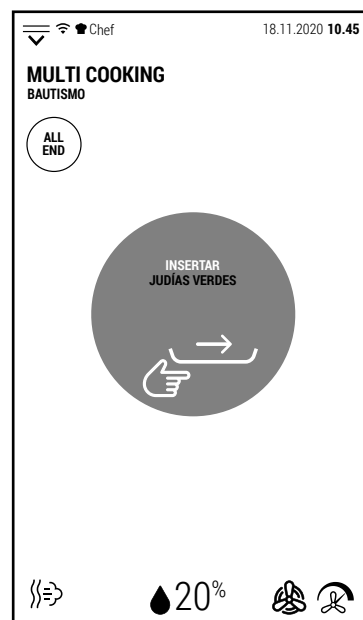 Chef 18.11.2020 10.45
MULTI COOKING
BAUTISMO
ALL
END
INSERTAR
JUDÍAS VERDES
20%